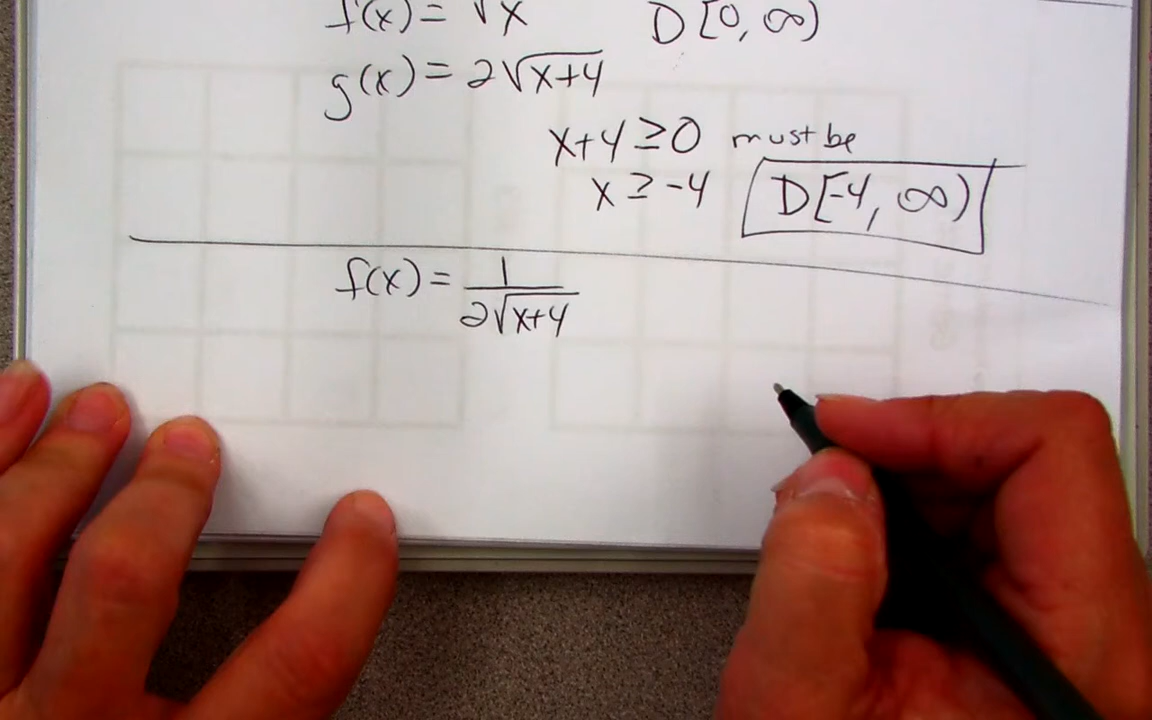 f(x) = √x D[0, ∞)
g(x) = 2√x+4
x+4 ≥ 0 must be
x ≥ -4 D[-4, ∞)
f(x) = 1/2√x+4